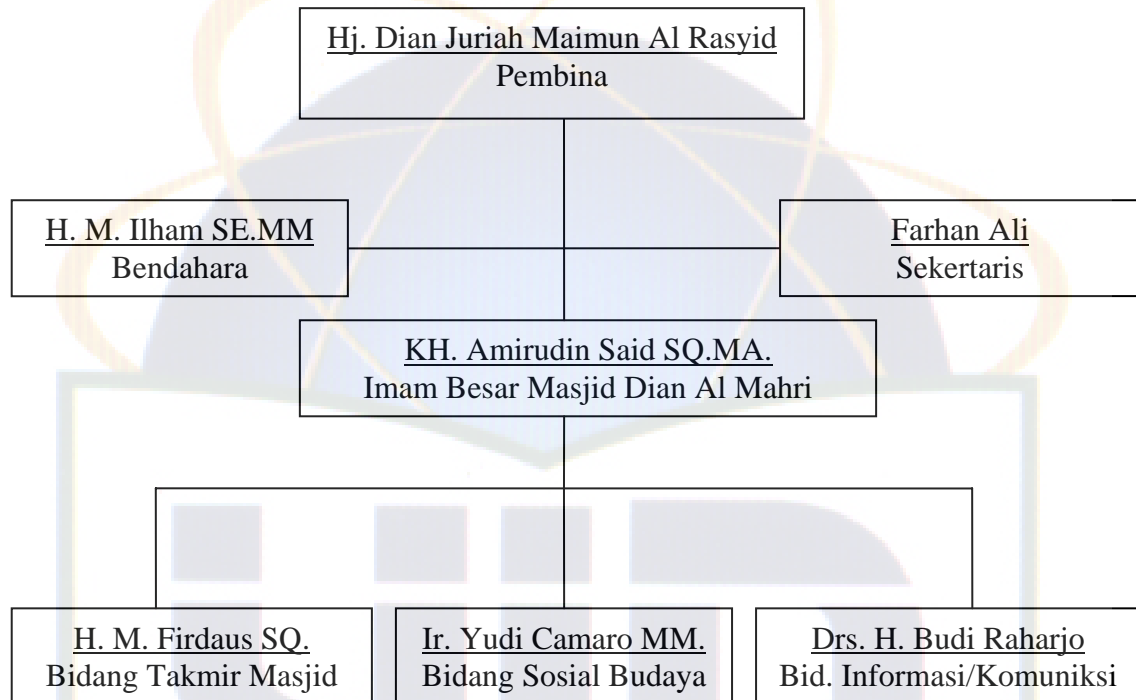 Hj. Dian Juriah Maimun Al Rasyid
Pembina
H. M. Ilham SE.MM
Bendahara
Farhan Ali
Sekertaris
KH. Amirudin Said SQ.MA.
Imam Besar Masjid Dian Al Mahri
H. M. Firdaus SQ.
Bidang Takmir Masjid
Ir. Yudi Camaro MM.
Bidang Sosial Budaya
Drs. H. Budi Raharjo
Bid. Informasi/Komuniksi